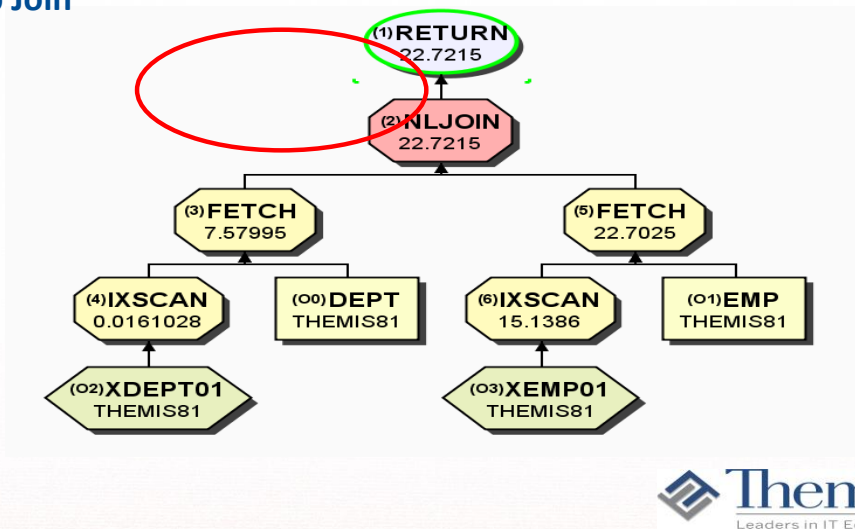 Join
(1)RETURN
22.7215
(2)NLJOIN
22.7215
(3)FETCH
7.57995
(5)FETCH
22.7025
(4)IXSCAN
0.0161028
(O0)DEPT
THEMIS81
(6)IXSCAN
15.1386
(O1)EMP
THEMIS81
(O2)XDEPT01
THEMIS81
(O3)XEMP01
THEMIS81
Them
Leaders in IT E